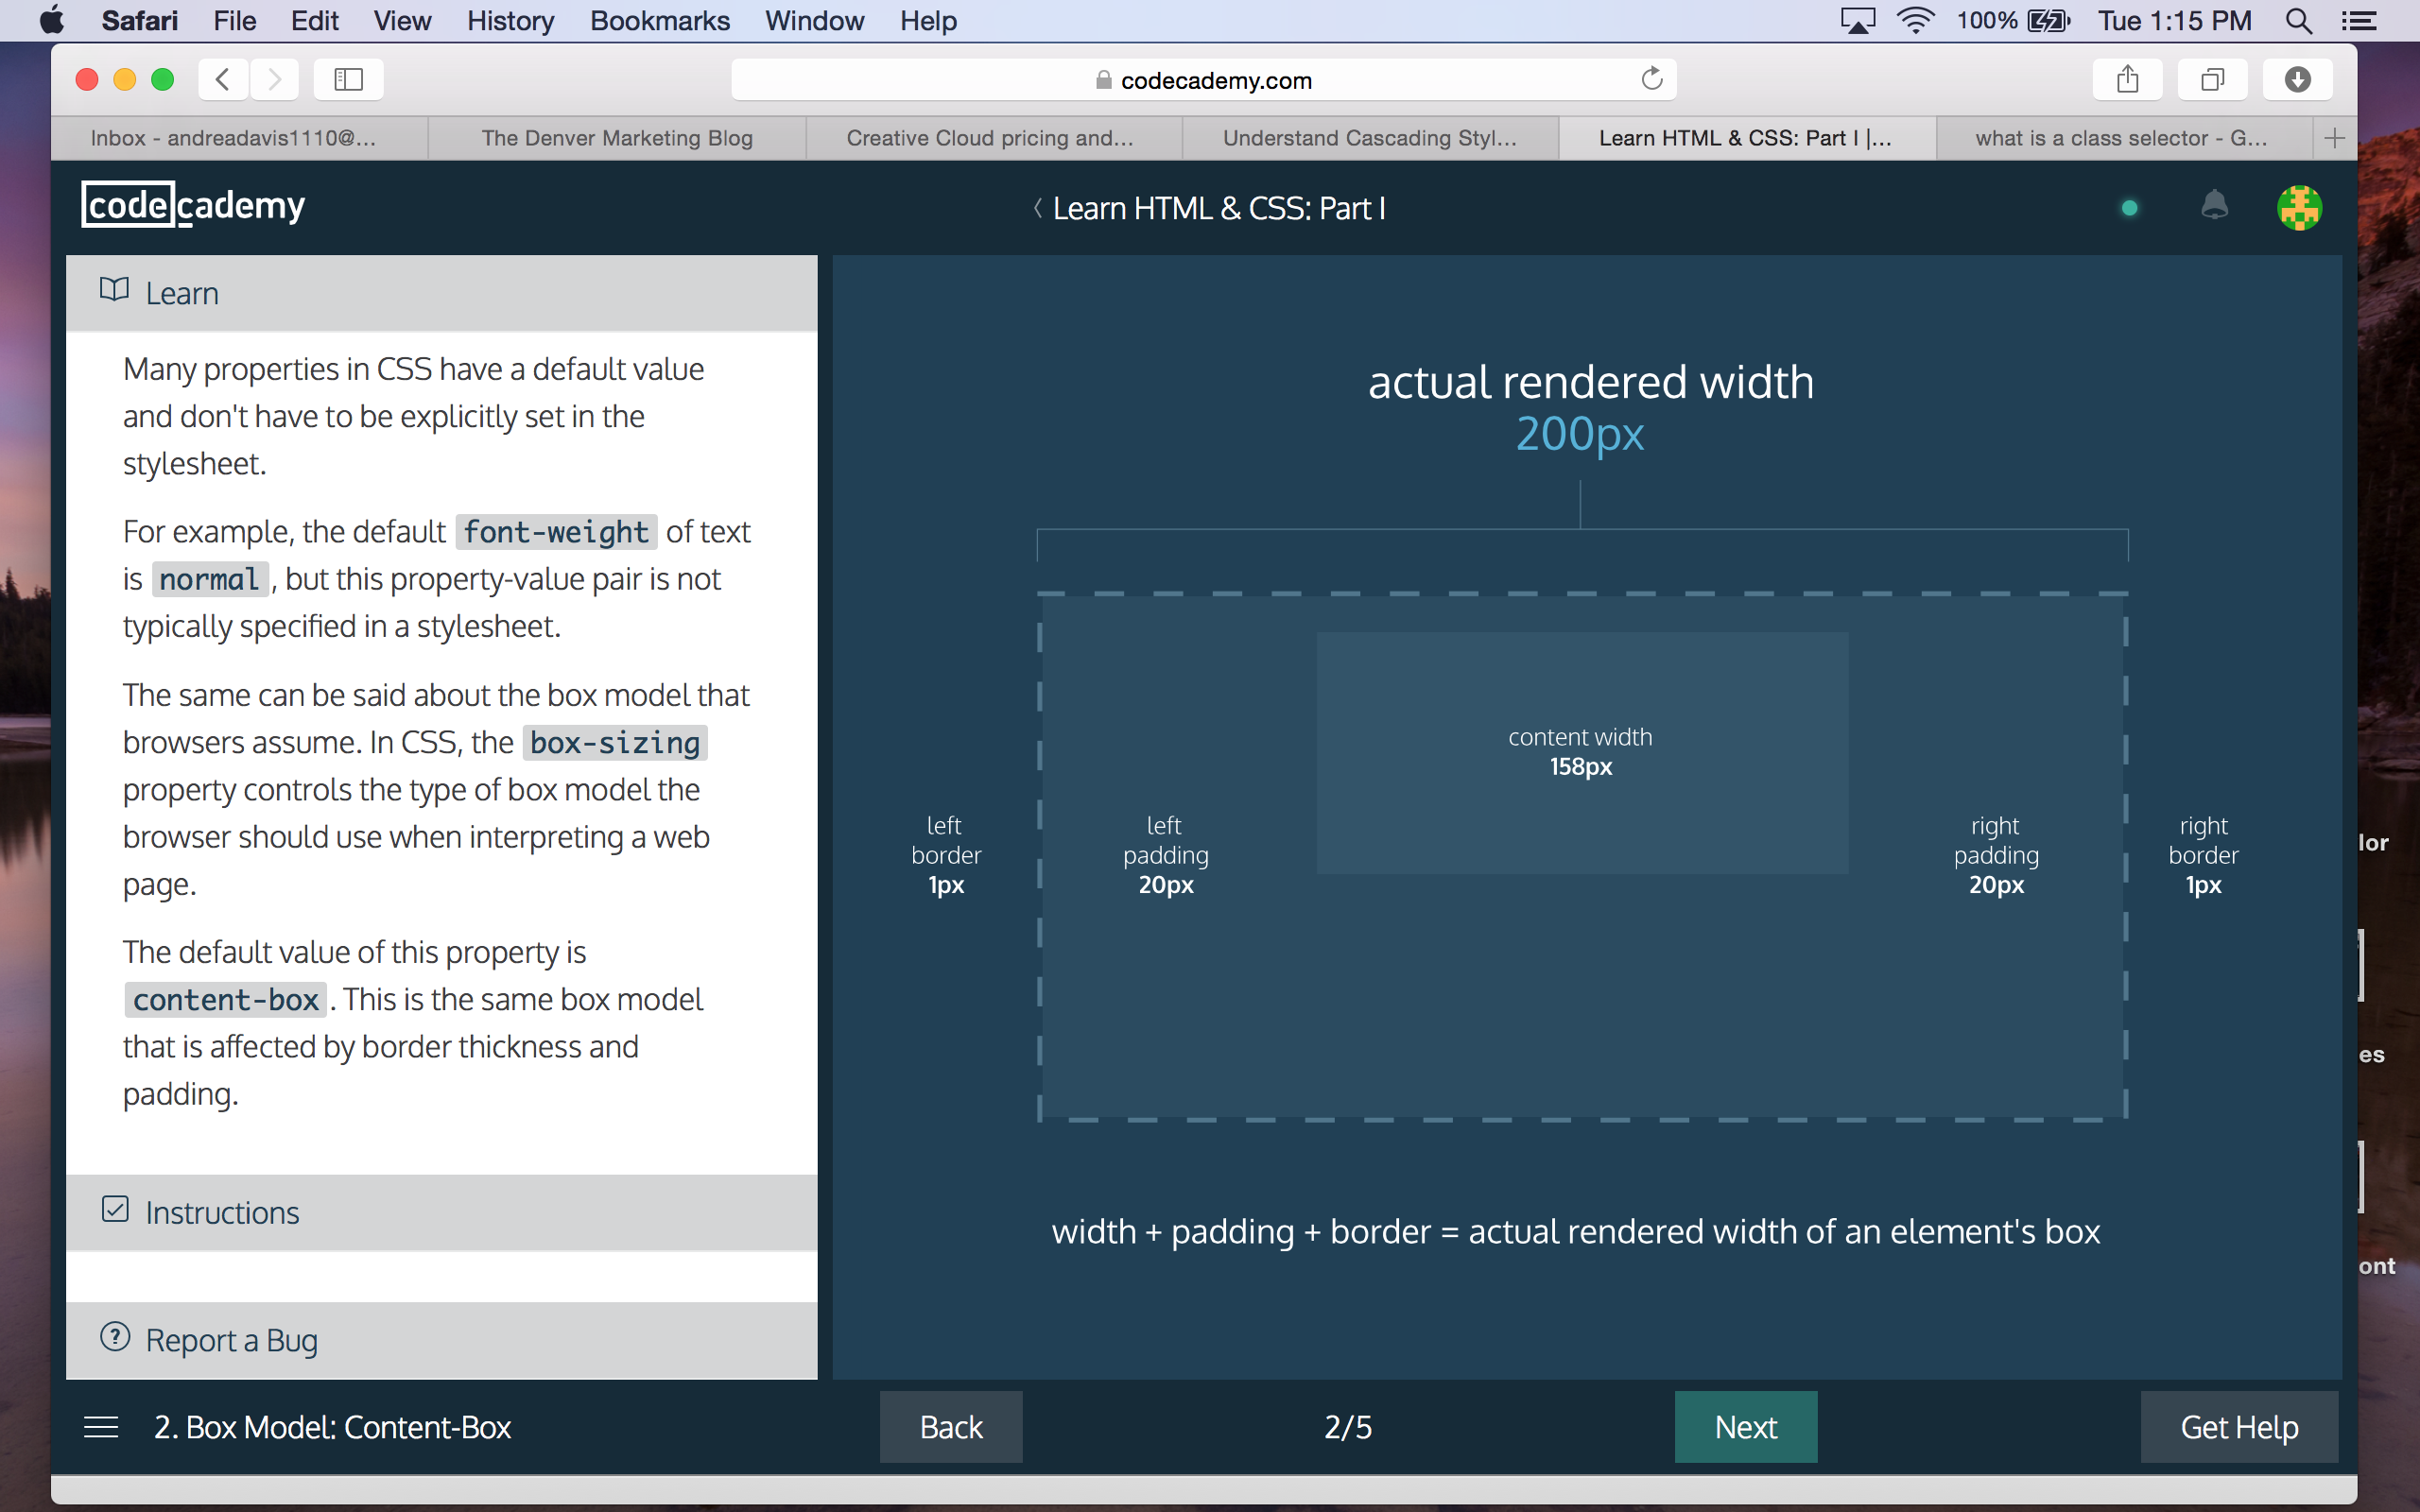 Safari File Edit View History Bookmarks Window Help 100% Tue 1:15 PM
codecademy.com
Inbox - andreadavis1110@... The Denver Marketing Blog Creative Cloud pricing and... Understand Cascading Styl... Learn HTML & CSS: Part I |... what is a class selector - G...
codecademy
Learn HTML & CSS: Part I
Learn
Many properties in CSS have a default value
and don't have to be explicitly set in the
stylesheet.
For example, the default font-weight of text
is normal, but this property-value pair is not
typically specified in a stylesheet.
The same can be said about the box model that
browsers assume. In CSS, the box-sizing
property controls the type of box model the
browser should use when interpreting a web
page.
The default value of this property is
content-box. This is the same box model
that is affected by border thickness and
padding.
Instructions
Report a Bug
actual rendered width
200px
content width
158px
left
border
1px
left
padding
20px
right
padding
20px
right
border
1px
width + padding + border = actual rendered width of an element's box
lor
es
ont
2. Box Model: Content-Box
Back
2/5
Next
Get Help